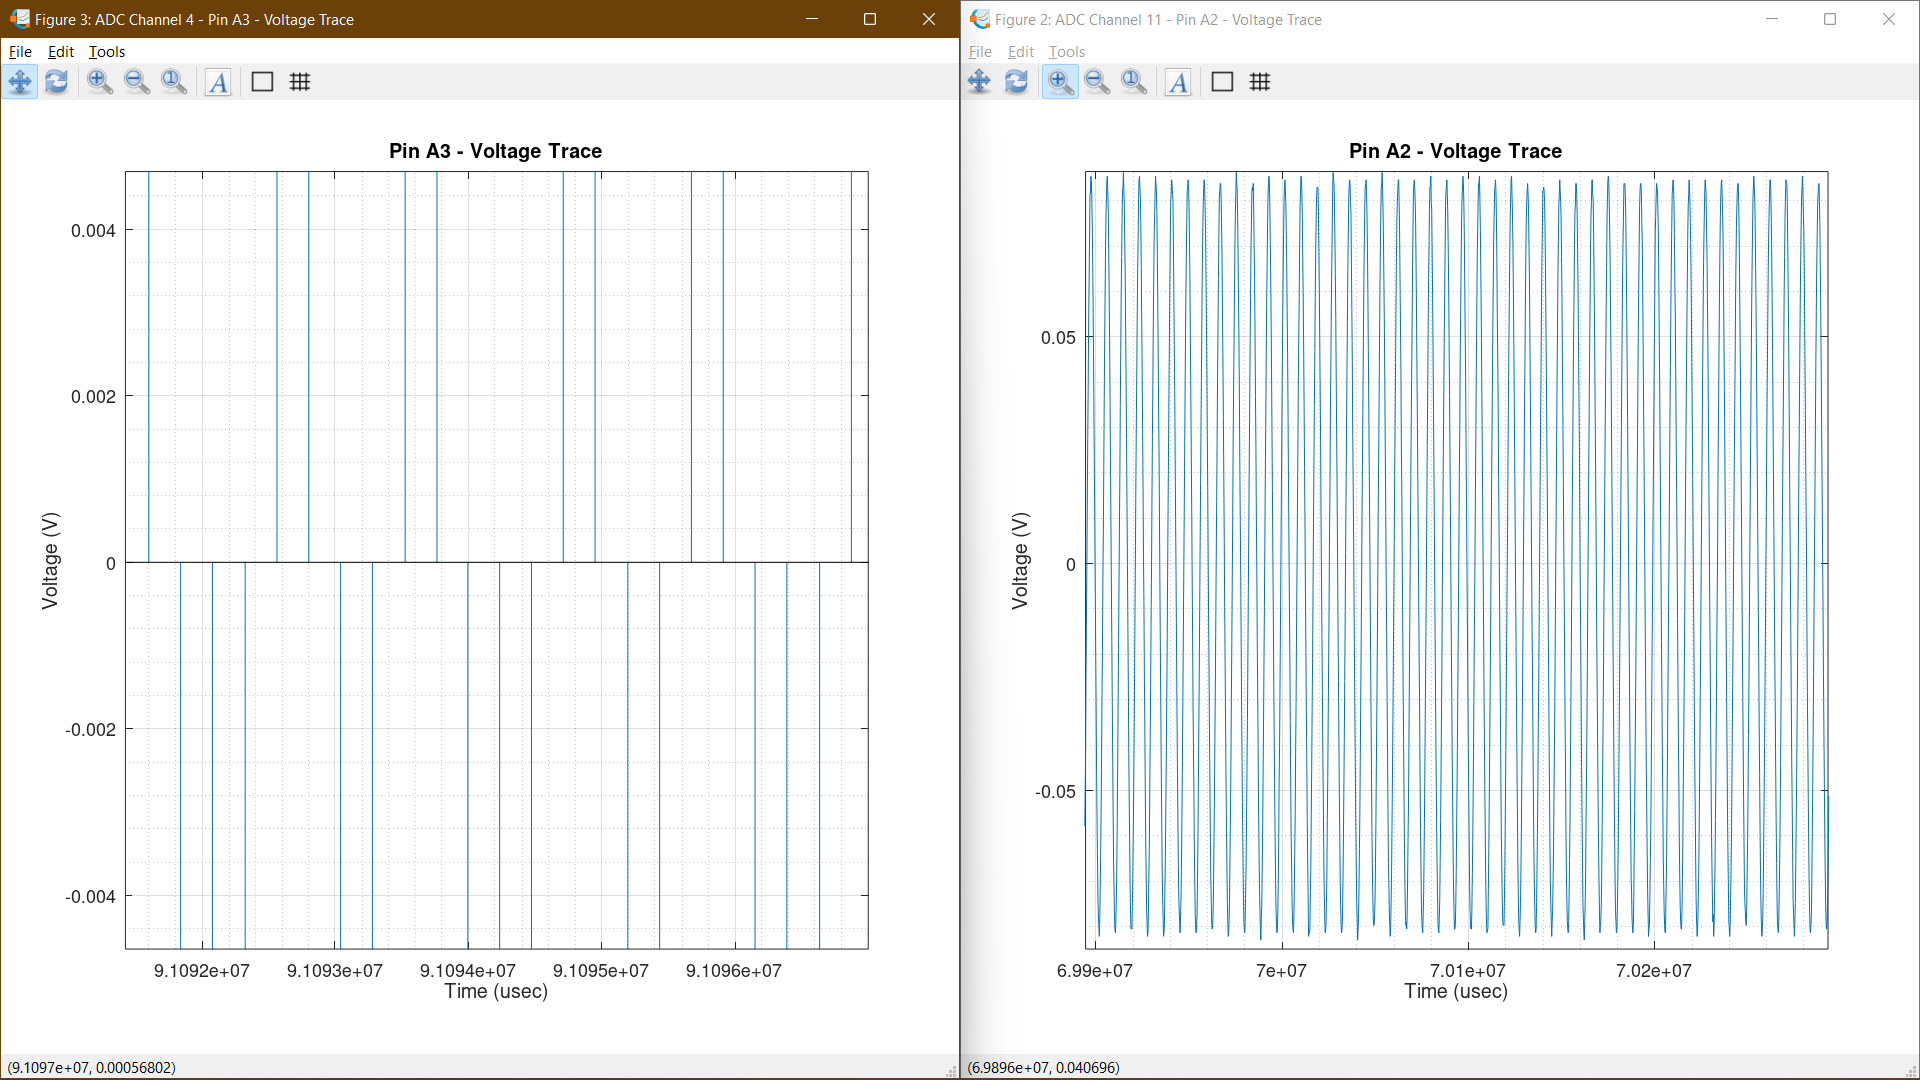 Figure 3: ADC Channel 4 - Pin A3 - Voltage Trace
File Edit Tools
A
Pin A3 - Voltage Trace
0.004
0.002
0
-0.002
-0.004
Voltage (V)
9.1092e+07 9.1093e+07 9.1094e+07 9.1095e+07 9.1096e+07
Time (usec)
(9.1097e+07, 0.00056802)
Figure 2: ADC Channel 11 - Pin A2 - Voltage Trace
File Edit Tools
A
Pin A2 - Voltage Trace
0.05
0
-0.05
Voltage (V)
6.99e+07 7e+07 7.01e+07 7.02e+07
Time (usec)
(6.9896e+07, 0.040696)